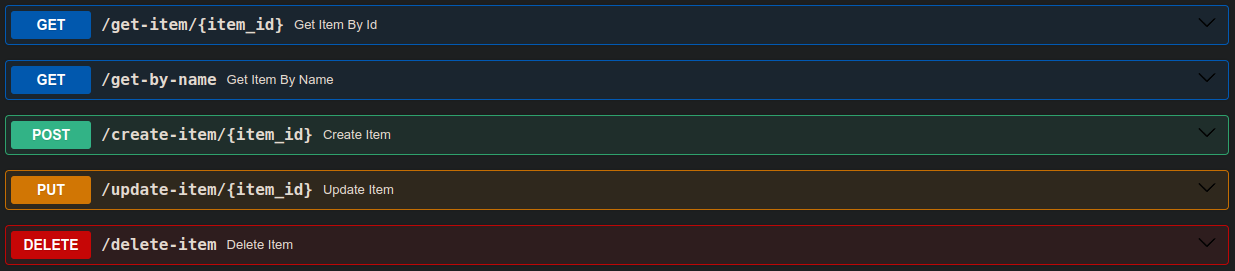 GET /get-item/{item_id} Get Item By Id
GET /get-by-name Get Item By Name
POST /create-item/{item_id} Create Item
PUT /update-item/{item_id} Update Item
DELETE /delete-item Delete Item